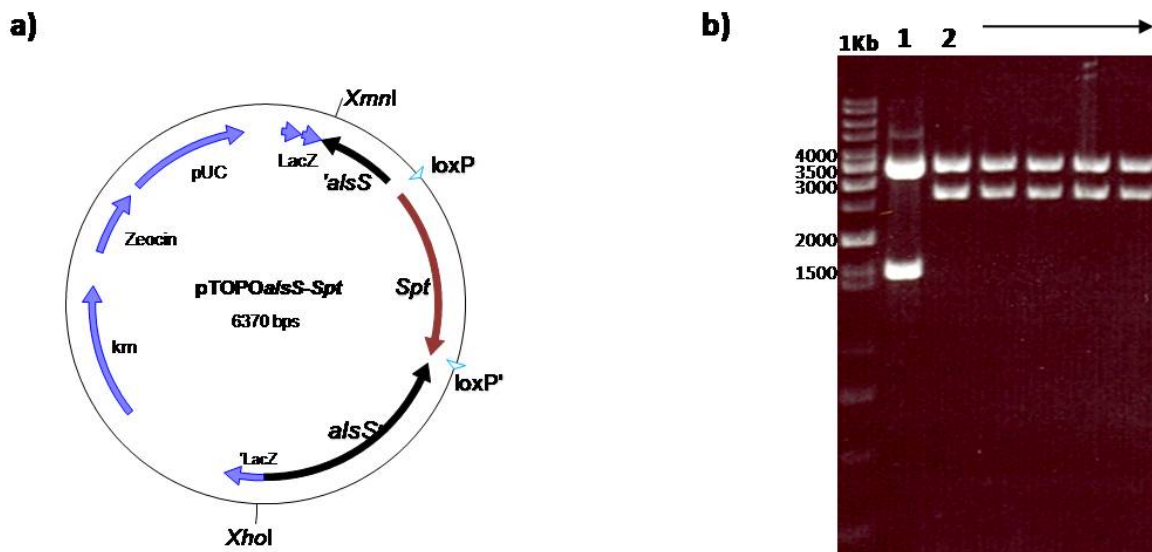 a)
XmnI
loxP
LacZ
'alsS
pUC
Zeocin
Spt
pTOPOalsS-Spt
6370 bps
km
loxP'
alsS'
'LacZ
XhoI
b)
1Kb 1 2
4000
3500
3000
2000
1500